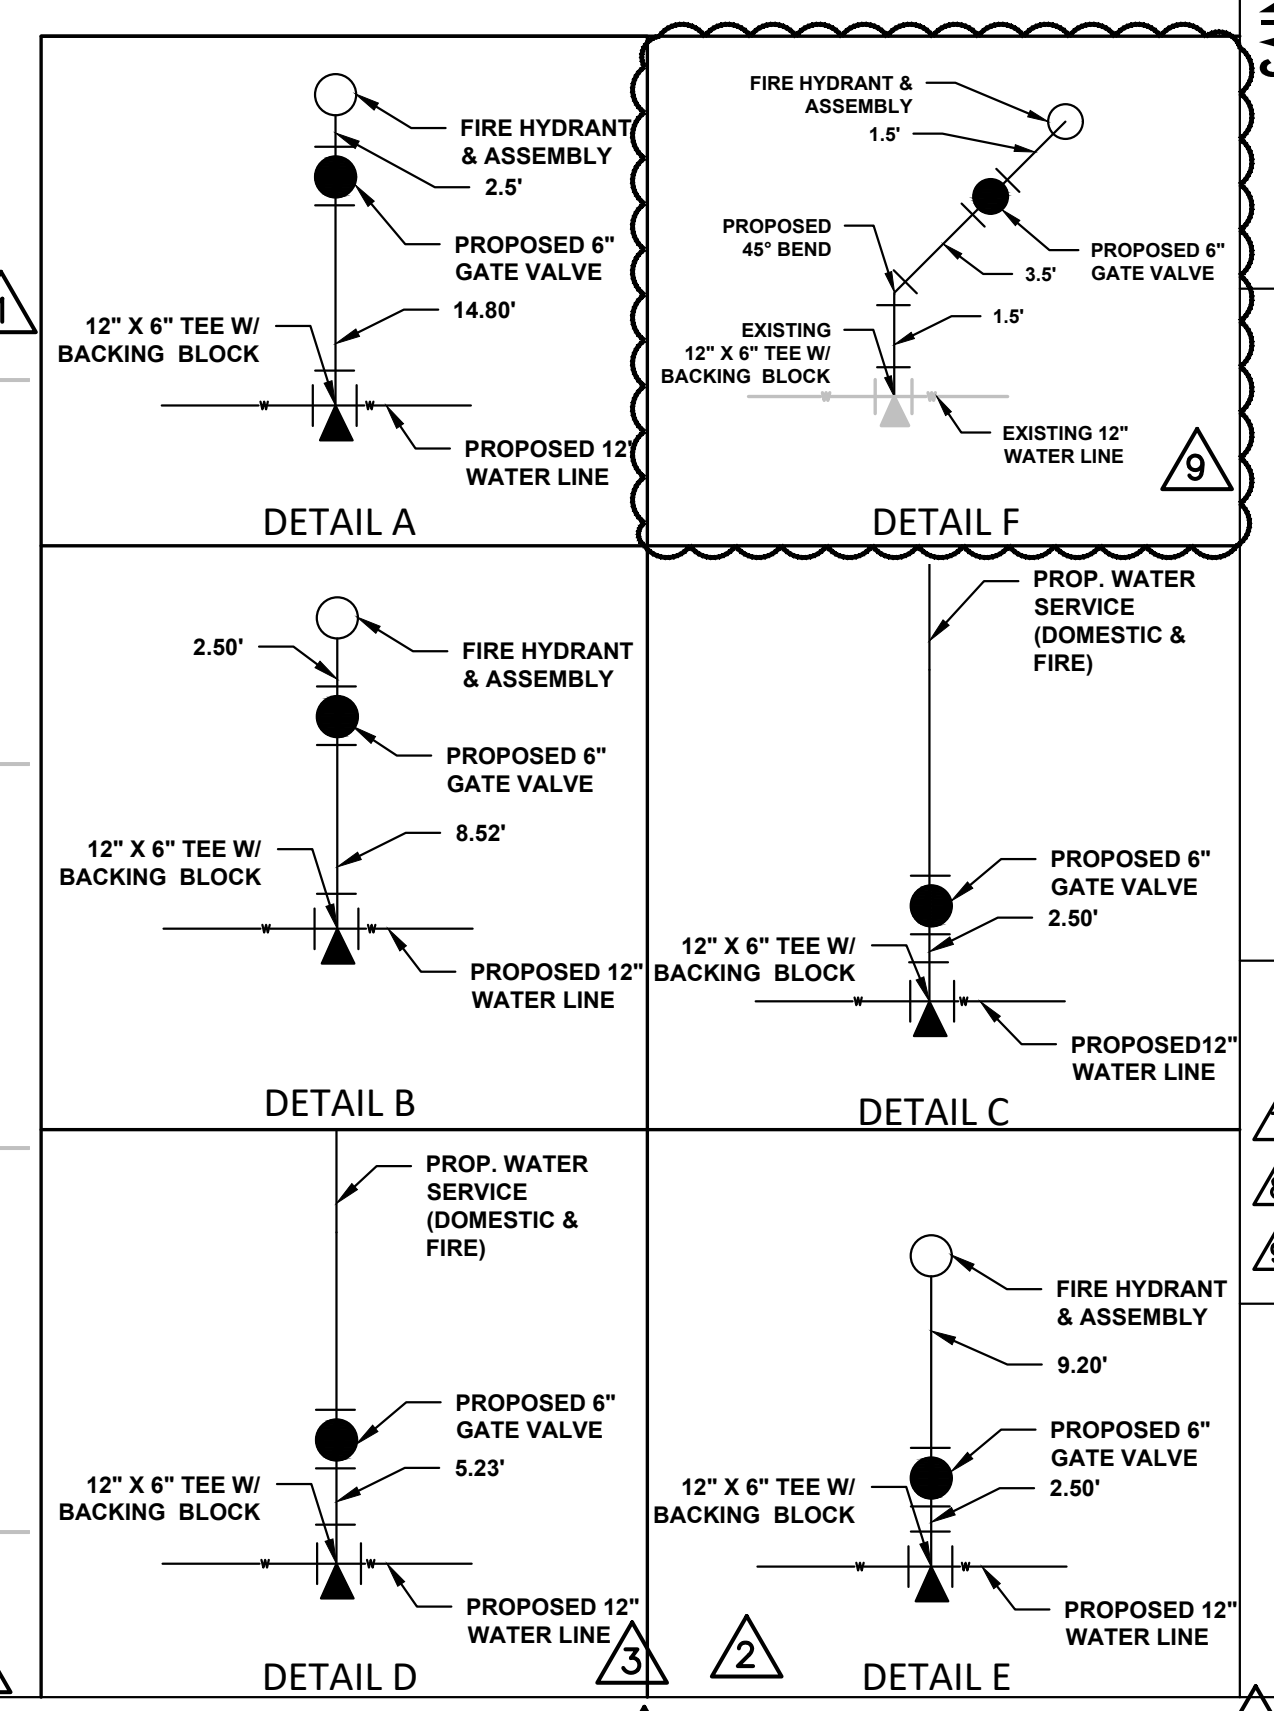 FIRE HYDRANT
& ASSEMBLY
2.5'
PROPOSED 6"
GATE VALVE
14.80'
12" X 6" TEE W/
BACKING BLOCK
W
W
PROPOSED 12"
WATER LINE
DETAIL A
1
FIRE HYDRANT &
ASSEMBLY
1.5'
PROPOSED
45° BEND
PROPOSED 6"
GATE VALVE
3.5'
1.5'
EXISTING
12" X 6" TEE W/
BACKING BLOCK
W
W
EXISTING 12"
WATER LINE
9
DETAIL F
2.50'
FIRE HYDRANT
& ASSEMBLY
PROPOSED 6"
GATE VALVE
8.52'
12" X 6" TEE W/
BACKING BLOCK
W
W
PROPOSED 12"
WATER LINE
DETAIL B
PROP. WATER
SERVICE
(DOMESTIC &
FIRE)
PROPOSED 6"
GATE VALVE
2.50'
12" X 6" TEE W/
BACKING BLOCK
W
W
PROPOSED12"
WATER LINE
DETAIL C
PROP. WATER
SERVICE
(DOMESTIC &
FIRE)
PROPOSED 6"
GATE VALVE
5.23'
12" X 6" TEE W/
BACKING BLOCK
W
W
PROPOSED 12"
WATER LINE
3
DETAIL D
FIRE HYDRANT
& ASSEMBLY
9.20'
PROPOSED 6"
GATE VALVE
2.50'
12" X 6" TEE W/
BACKING BLOCK
W
W
PROPOSED 12"
WATER LINE
2
DETAIL E
8
9